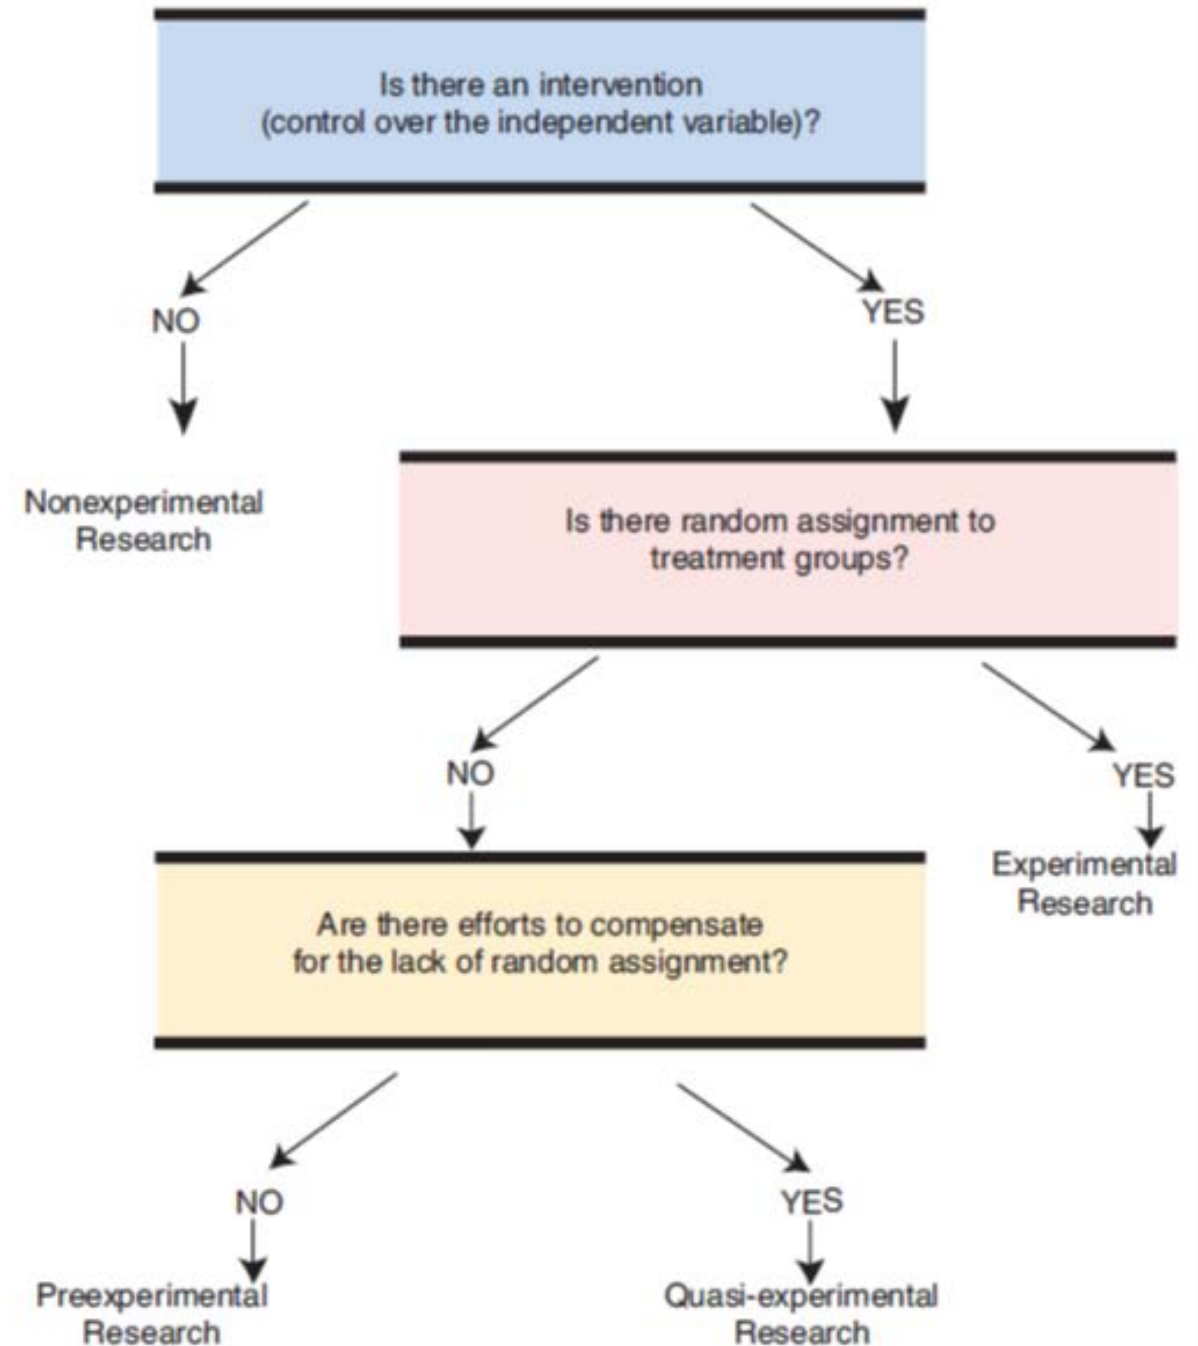 Is there an intervention
(control over the independent variable)?
NO
YES
Nonexperimental
Research
Is there random assignment to
treatment groups?
NO
YES
Experimental
Research
Are there efforts to compensate
for the lack of random assignment?
NO
YES
Preexperimental
Research
Quasi-experimental
Research